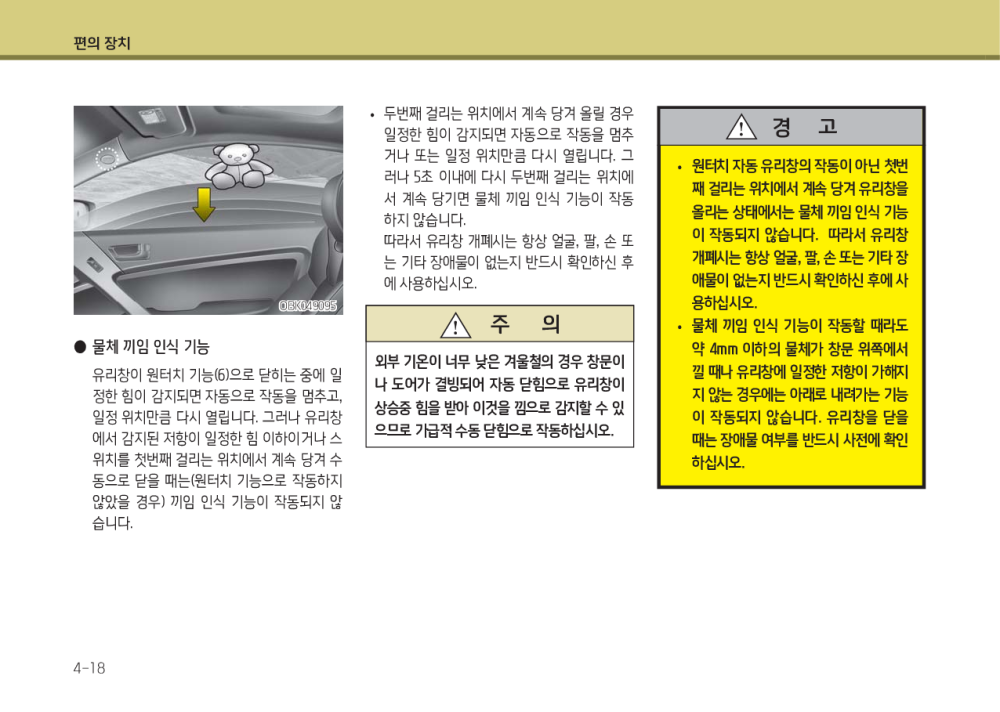 편의 장치
OEK049095
● 물체 끼임 인식 기능
유리창이 원터치 기능(6)으로 닫히는 중에 일
정한 힘이 감지되면 자동으로 작동을 멈추고,
일정 위치만큼 다시 열립니다. 그러나 유리창
에서 감지된 저항이 일정한 힘 이하이거나 스
위치를 첫번째 걸리는 위치에서 계속 당겨 수
동으로 닫을 때는(원터치 기능으로 작동하지
않았을 경우) 끼임 인식 기능이 작동되지 않
습니다.
• 두번째 걸리는 위치에서 계속 당겨 올릴 경우
일정한 힘이 감지되면 자동으로 작동을 멈추
거나 또는 일정 위치만큼 다시 열립니다. 그
러나 5초 이내에 다시 두번째 걸리는 위치에
서 계속 당기면 물체 끼임 인식 기능이 작동
하지 않습니다.
따라서 유리창 개폐시는 항상 얼굴, 팔, 손 또
는 기타 장애물이 없는지 반드시 확인하신 후
에 사용하십시오.
주 의
외부 기온이 너무 낮은 겨울철의 경우 창문이
나 도어가 결빙되어 자동 닫힘으로 유리창이
상승중 힘을 받아 이것을 낌으로 감지할 수 있
으므로 가급적 수동 닫힘으로 작동하십시오.
경 고
• 원터치 자동 유리창의 작동이 아닌 첫번
째 걸리는 위치에서 계속 당겨 유리창을
올리는 상태에서는 물체 끼임 인식 기능
이 작동되지 않습니다. 따라서 유리창
개폐시는 항상 얼굴, 팔, 손 또는 기타 장
애물이 없는지 반드시 확인하신 후에 사
용하십시오.
• 물체 끼임 인식 기능이 작동할 때라도
약 4mm 이하의 물체가 창문 위쪽에서
낄 때나 유리창에 일정한 저항이 가해지
지 않는 경우에는 아래로 내려가는 기능
이 작동되지 않습니다. 유리창을 닫을
때는 장애물 여부를 반드시 사전에 확인
하십시오.
4-18